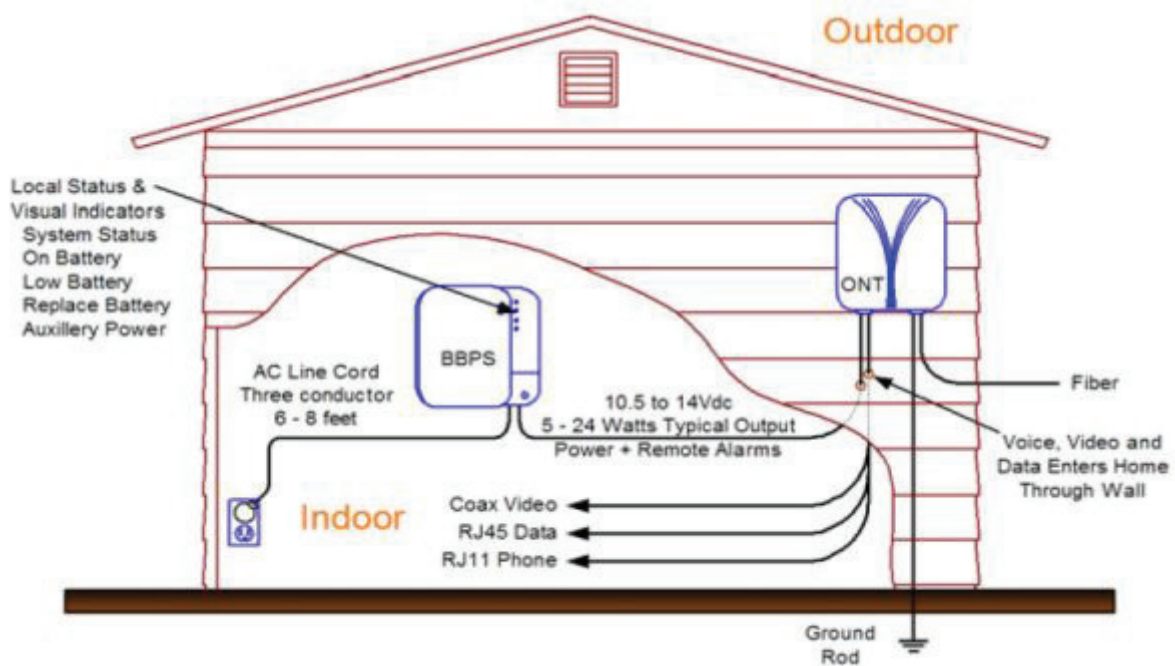 Outdoor
Local Status &
Visual Indicators
System Status
On Battery
Low Battery
Replace Battery
Auxillery Power
ONT
BBPS
AC Line Cord
Three conductor
6 - 8 feet
10.5 to 14Vdc
5 - 24 Watts Typical Output
Power + Remote Alarms
Fiber
Voice, Video and
Data Enters Home
Through Wall
Indoor
Coax Video
RJ45 Data
RJ11 Phone
Ground
Rod